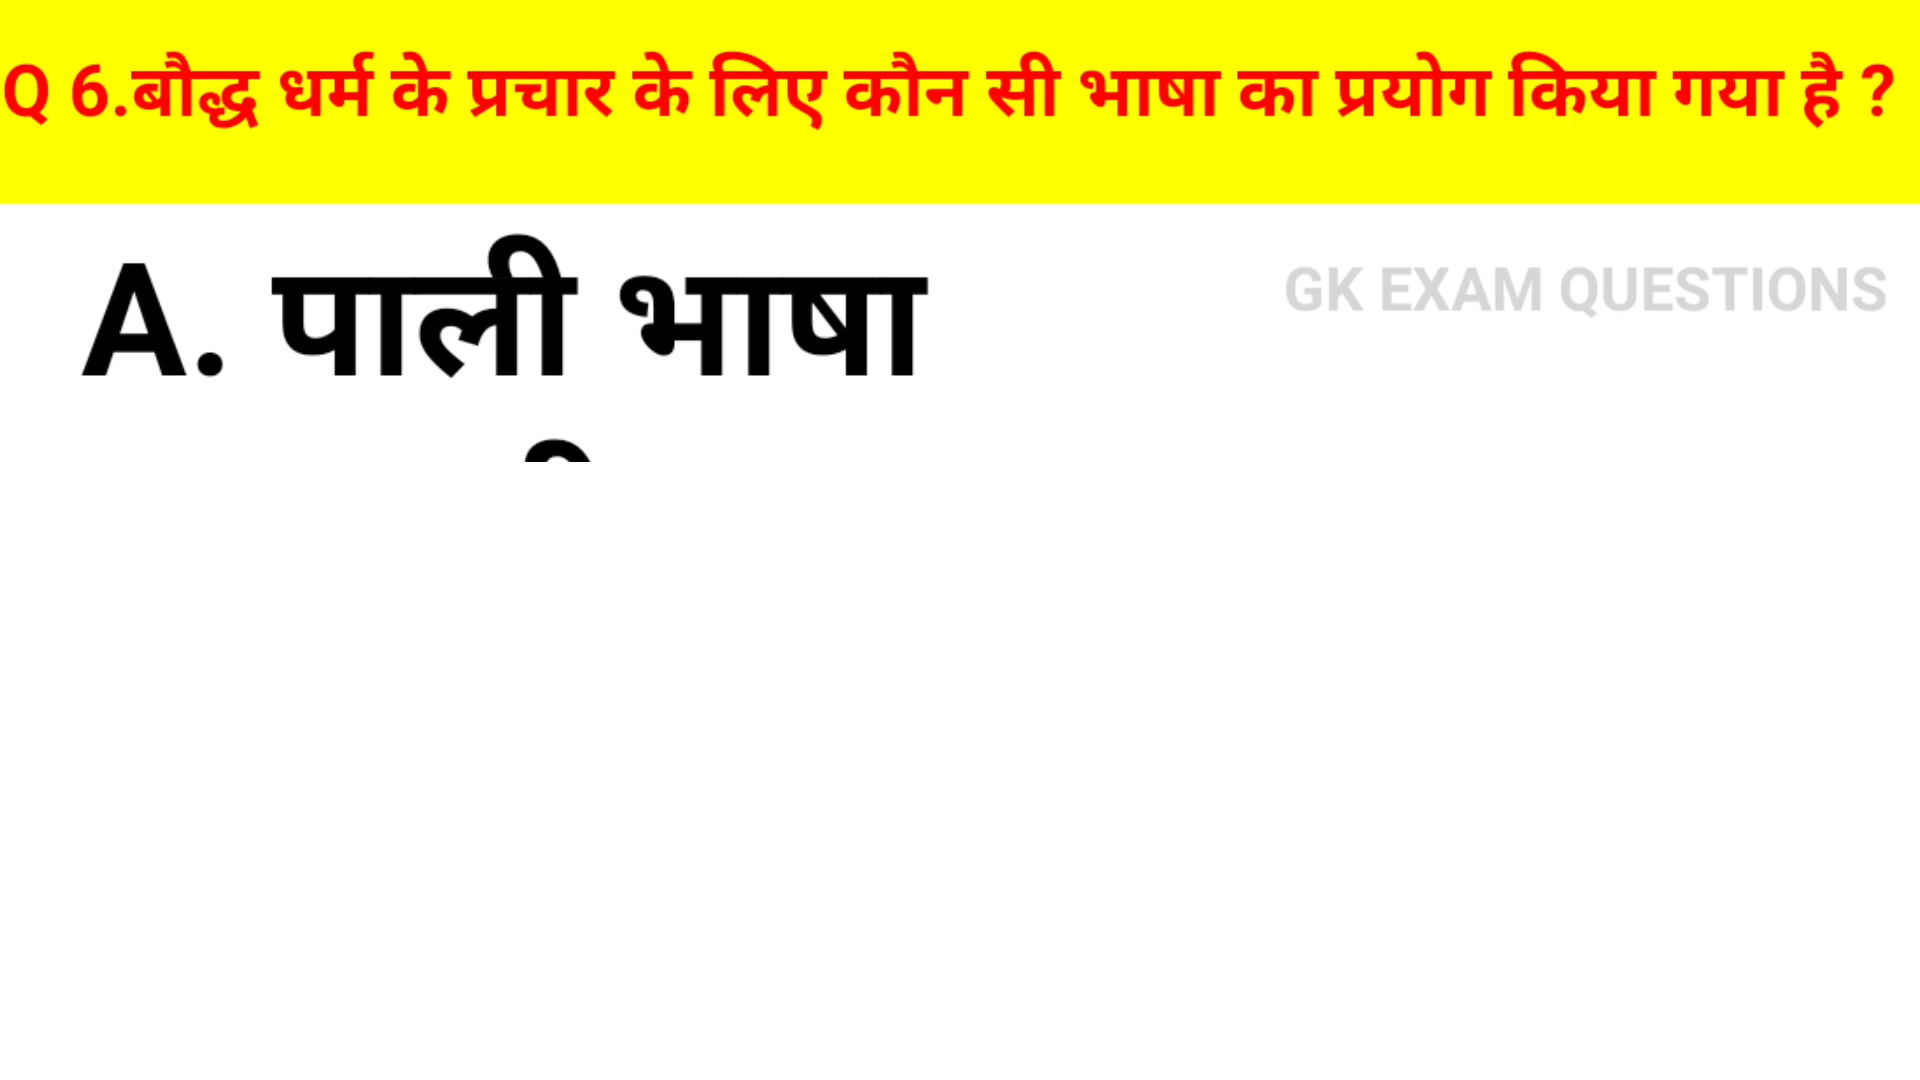 Q 6.बौद्ध धर्म के प्रचार के लिए कौन सी भाषा का प्रयोग किया गया है ?
A. पाली भाषा
GK EXAM QUESTIONS